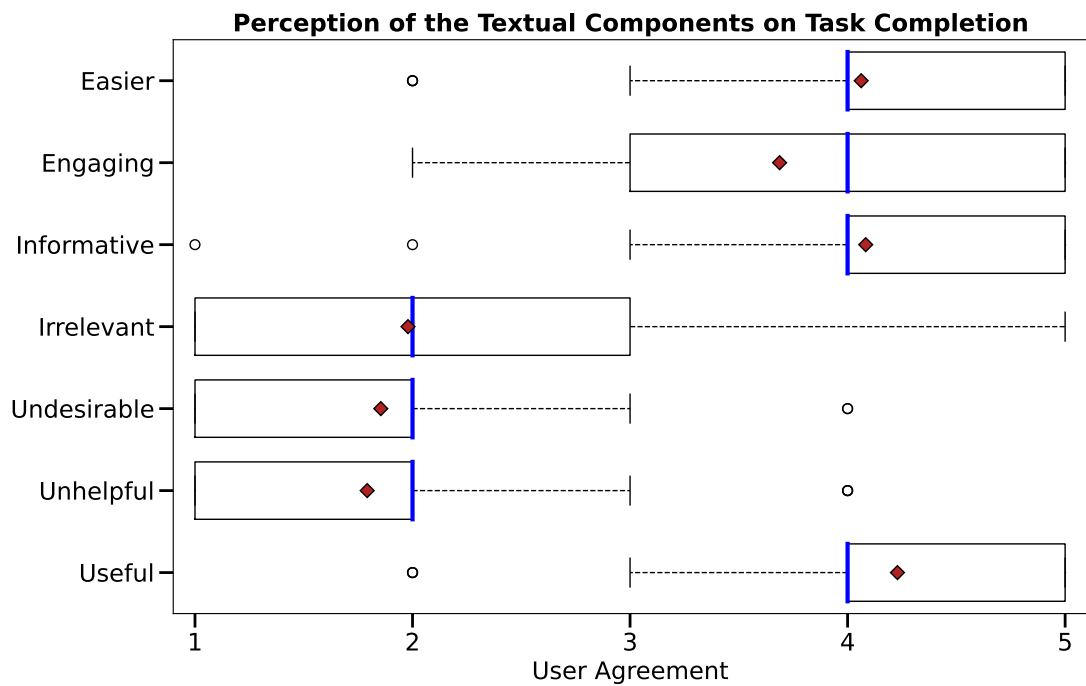 Perception of the Textual Components on Task Completion
Easier
Engaging
Informative
Irrelevant
Undesirable
Unhelpful
Useful
1 2 3 4 5
User Agreement